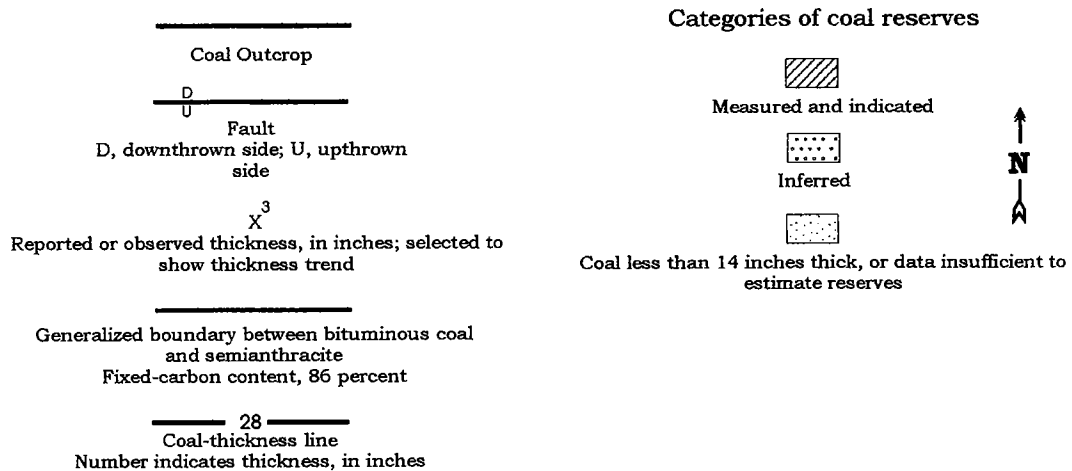 Coal Outcrop
D
U
Fault
D, downthrown side; U, upthrown
side
X 3
Reported or observed thickness, in inches; selected to
show thickness trend
Generalized boundary between bituminous coal
and semianthracite
Fixed-carbon content, 86 percent
28
Coal-thickness line
Number indicates thickness, in inches
Categories of coal reserves
Measured and indicated
Inferred
Coal less than 14 inches thick, or data insufficient to
estimate reserves
N